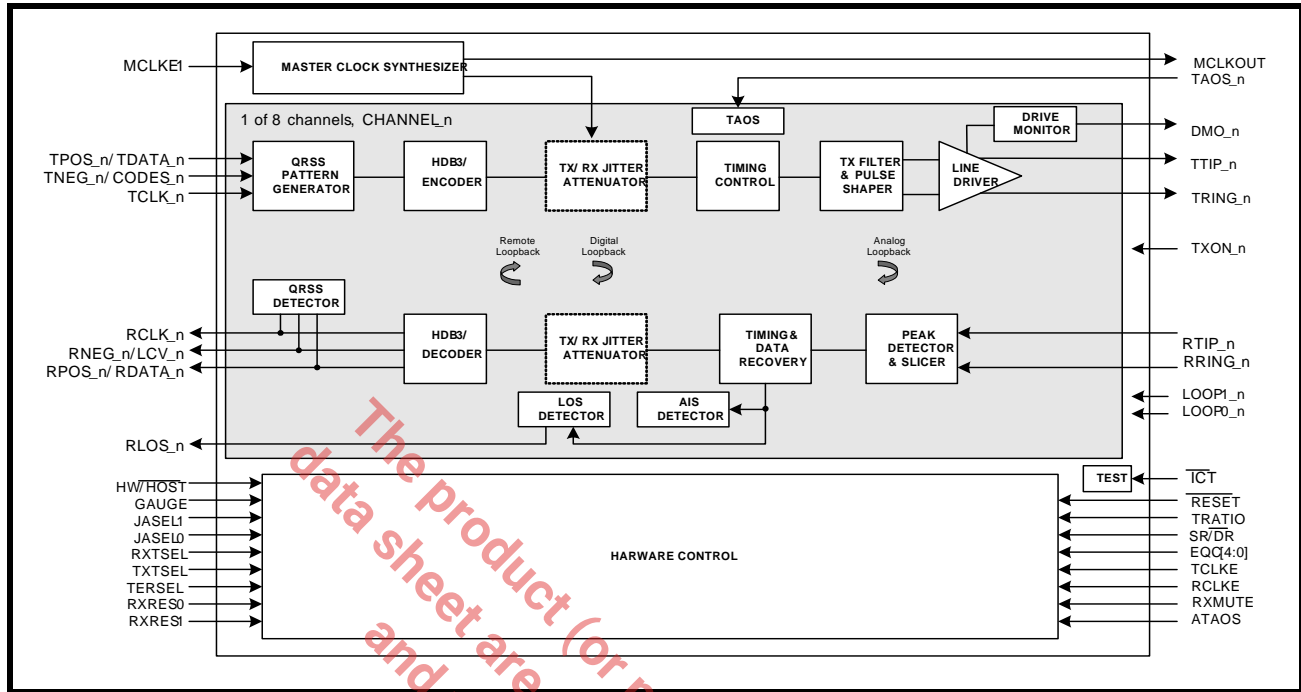 MCLKE1
MASTER CLOCK SYNTHESIZER
MCLKOUT
TAOS_n
1 of 8 channels, CHANNEL_n
TAOS
DRIVE
MONITOR
DMO_n
TPOS_n/ TDATA_n
TNEG_n/ CODES_n
TCLK_n
QRSS
PATTERN
GENERATOR
HDB3/
ENCODER
TX/ RX JITTER
ATTENUATOR
TIMING
CONTROL
TX FILTER
& PULSE
SHAPER
LINE
DRIVER
TTIP_n
TRING_n
Remote
Loopback
Digital
Loopback
Analog
Loopback
TXON_n
QRSS
DETECTOR
RCLK_n
RNEG_n/ LCV_n
RPOS_n/ RDATA_n
HDB3/
DECODER
TX/ RX JITTER
ATTENUATOR
TIMING&
DATA
RECOVERY
PEAK
DETECTOR
& SLICER
RTIP_n
RRING_n
LOS
DETECTOR
AIS
DETECTOR
LOOP1_n
LOOP0_n
RLOS_n
TEST
ICT
HW/HOST
GAUGE
JASEL1
JASEL0
RXTSEL
TXTSEL
TERSEL
RXRES0
RXRES1
HARWARE CONTROL
RESET
TRATIO
SR/DR
EQC[4:0]
TCLKE
RCLKE
RXMUTE
ATAOS
The product (or
data sheet are
and